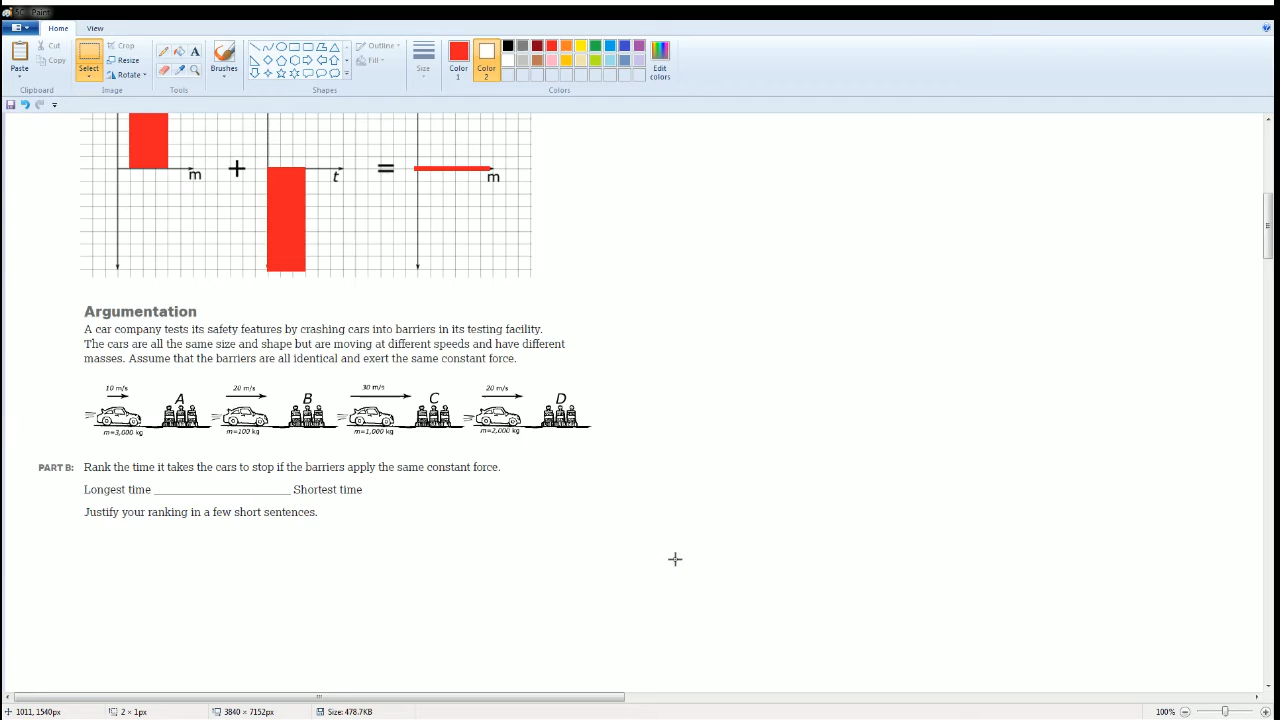 Paint
Home
View
Paste
Cut
Copy
Clipboard
Select
Crop
Resize
Rotate
Image
A
Tools
Brushes
Shapes
Outline
Fill
Size
Color 1
Color 2
Edit colors
Colors
m
+
t
=
m
Argumentation
A car company tests its safety features by crashing cars into barriers in its testing facility.
The cars are all the same size and shape but are moving at different speeds and have different
masses. Assume that the barriers are all identical and exert the same constant force.
10 m/s
20 m/s
30 m/s
20 m/s
A
B
C
D
m=3,000 kg
m=100 kg
m=1,000 kg
m=2,000 kg
PART B: Rank the time it takes the cars to stop if the barriers apply the same constant force.
Longest time ____________________ Shortest time
Justify your ranking in a few short sentences.
1011, 1540px
2 × 1px
3840 × 7152px
Size: 478.7KB
100%